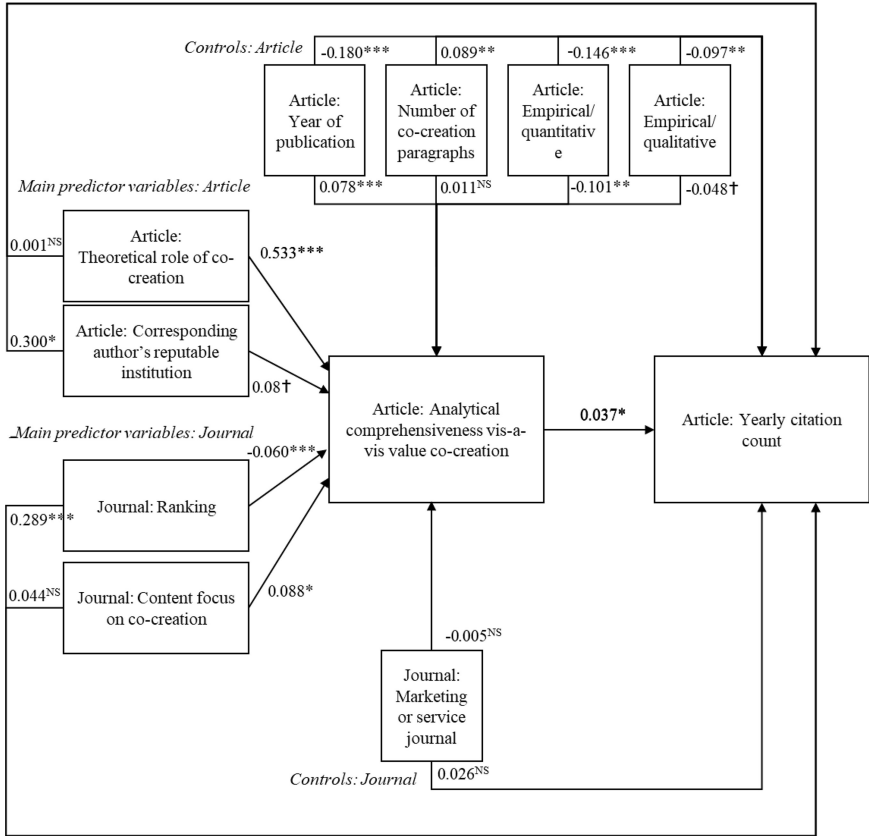 Controls: Article
-0.180***
0.089**
-0.146***
-0.097**
Article:
Year of
publication
Article:
Number of
co-creation
paragraphs
Article:
Empirical/
quantitativ
e
Article:
Empirical/
qualitative
0.078***
0.011NS
-0.101**
-0.048†
Main predictor variables: Article
0.001NS
Article:
Theoretical role of co-
creation
0.533***
0.300*
Article: Corresponding
author's reputable
institution
0.08†
Main predictor variables: Journal
-0.060***
0.289***
Journal: Ranking
0.044NS
Journal: Content focus
on co-creation
0.088*
Article: Analytical
comprehensiveness vis-a-
vis value co-creation
0.037*
Article: Yearly citation
count
-0.005NS
Journal:
Marketing
or service
journal
Controls: Journal
0.026NS